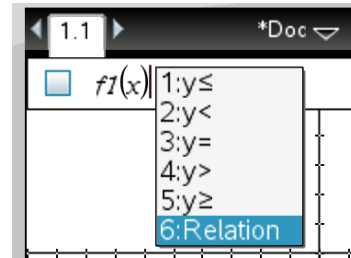 1.1 *Doc
f1(x)
1:y≤
2:y<
3:y=
4:y>
5:y≥
6:Relation